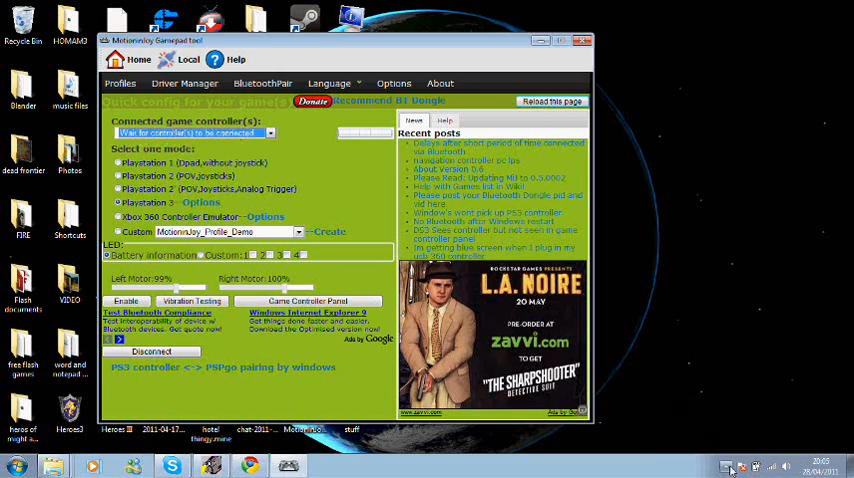 Recycle Bin
HOMAM3
Blender
music files
dead frontier
Photos
FIRE
Shortcuts
Flash documents
VIDEO
free flash games
word and notepad ...
heros of might a...
Heroes3
MotioninJoy Gamepad tool
Home
Local
Help
Profiles
Driver Manager
BluetoothPair
Language
Options
About
Quick config for your game(s)
Donate
Recommend BT Dongle
Reload this page
Connected game controller(s):
Wait for controller(s) to be connected
Select one mode:
Playstation 1 (Dpad,without joystick)
Playstation 2 (POV,joysticks)
Playstation 2 (POV,Joysticks,Analog Trigger)
Playstation 3--Options
Xbox 360 Controller Emulator--Options
Custom MotioninJoy_Profile_Demo --Create
LED:
Battery information Custom:1 2 3 4
Left Motor:99% Right Motor:100%
Enable
Vibration Testing
Game Controller Panel
Test Bluetooth Compliance
Test interoperability of device w/
Bluetooth devices. Get quote now!
Windows Internet Explorer 9
Get things done faster and easier.
Download the Optimised version now!
Ads by Google
Disconnect
PS3 controller <-> PSPgo pairing by windows
News
Help
Recent posts
Delays after short period of time connected
via Bluetooth
navigation controller pc fps
About Version 0.6
Please Read: Updating MiJ to 0.5.0002
Help with Games list in Wiki!
Please post your Bluetooth Dongle pid and
vid here
Window's wont pick up PS3 controller
No Bluetooth after Windows restart
DS3 Sees controller but not seen in game
controller panel
Im getting blue screen when I plug in my
usb 360 controller
ROCKSTAR GAMES PRESENTS
L.A. NOIRE
20 MAY
PRE-ORDER AT
zavvi.com
TO GET
"THE SHARPSHOOTER"
DETECTIVE SUIT
www.zavvi.com
Ads by Go
Heroes III
2011-04-17...
hotel thingy.mine
chat-2011-...
MotioninJo...
stuff
20:05
28/04/2011